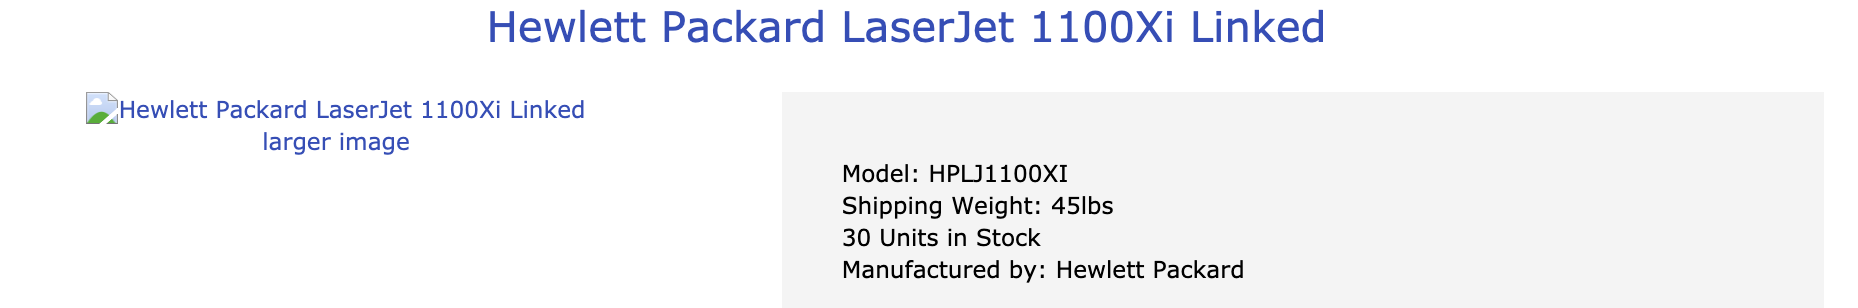 Hewlett Packard LaserJet 1100Xi Linked
Hewlett Packard LaserJet 1100Xi Linked
larger image
Model: HPLJ1100XI
Shipping Weight: 45lbs
30 Units in Stock
Manufactured by: Hewlett Packard